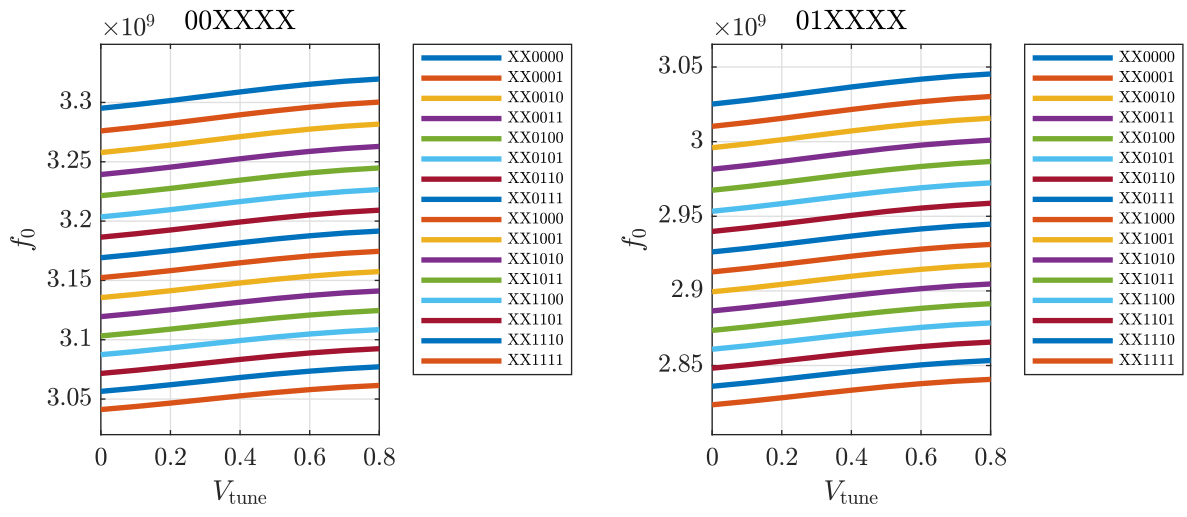 ×10⁹ 00XXXX
3.3
3.25
3.2
3.15
3.1
3.05
f₀
0 0.2 0.4 0.6 0.8
V_tune
XX0000
XX0001
XX0010
XX0011
XX0100
XX0101
XX0110
XX0111
XX1000
XX1001
XX1010
XX1011
XX1100
XX1101
XX1110
XX1111
×10⁹ 01XXXX
3.05
3
2.95
2.9
2.85
f₀
0 0.2 0.4 0.6 0.8
V_tune
XX0000
XX0001
XX0010
XX0011
XX0100
XX0101
XX0110
XX0111
XX1000
XX1001
XX1010
XX1011
XX1100
XX1101
XX1110
XX1111